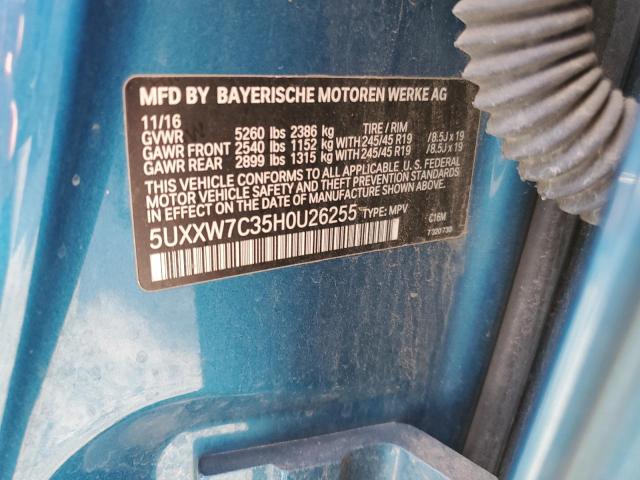 MFD BY BAYERISCHE MOTOREN WERKE AG
11/16
GVWR 5260 lbs 2386 kg TIRE / RIM
GAWR FRONT 2540 lbs 1152 kg WITH 245/45 R19 /8.5J x 19
GAWR REAR 2899 lbs 1315 kg WITH 245/45 R19 /8.5J x 19
THIS VEHICLE CONFORMS TO ALL APPLICABLE U.S. FEDERAL
MOTOR VEHICLE SAFETY AND THEFT PREVENTION STANDARDS
IN EFFECT ON THE DATE OF MANUFACTURE SHOWN ABOVE.
5UXXW7C35H0U26255 TYPE: MPV C16M
7 320 730